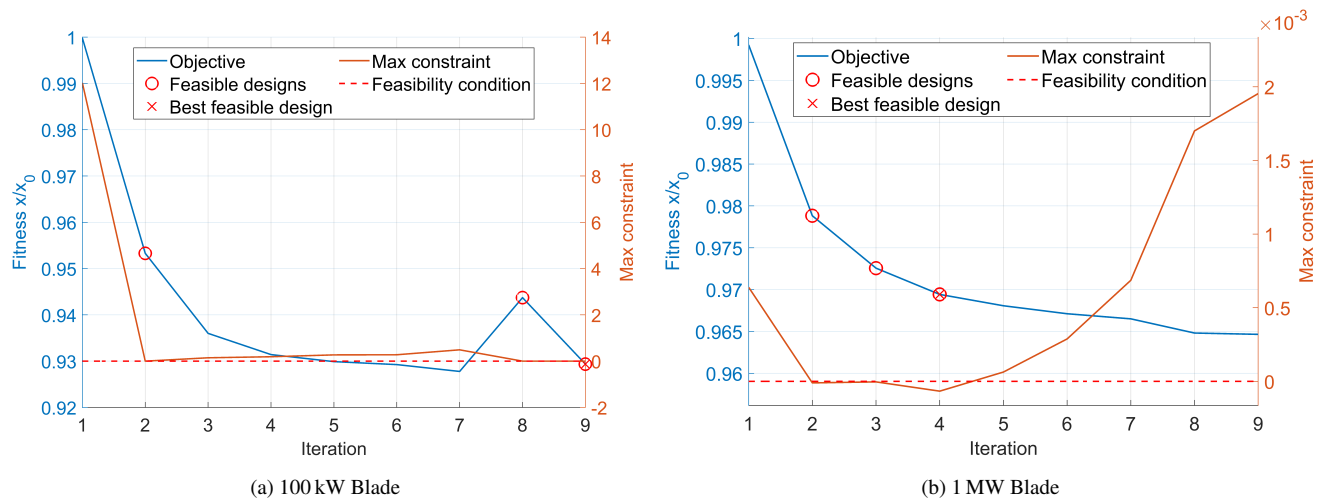 Objective
Feasible designs
Best feasible design
Max constraint
Feasibility condition
1
0.99
0.98
0.97
0.96
0.95
0.94
0.93
0.92
Fitness x/x0
14
12
10
8
6
4
2
0
-2
Max constraint
1 2 3 4 5 6 7 8 9
Iteration
(a) 100 kW Blade
×10-3
Objective
Feasible designs
Best feasible design
Max constraint
Feasibility condition
1
0.995
0.99
0.985
0.98
0.975
0.97
0.965
0.96
Fitness x/x0
2
1.5
1
0.5
0
Max constraint
1 2 3 4 5 6 7 8 9
Iteration
(b) 1 MW Blade